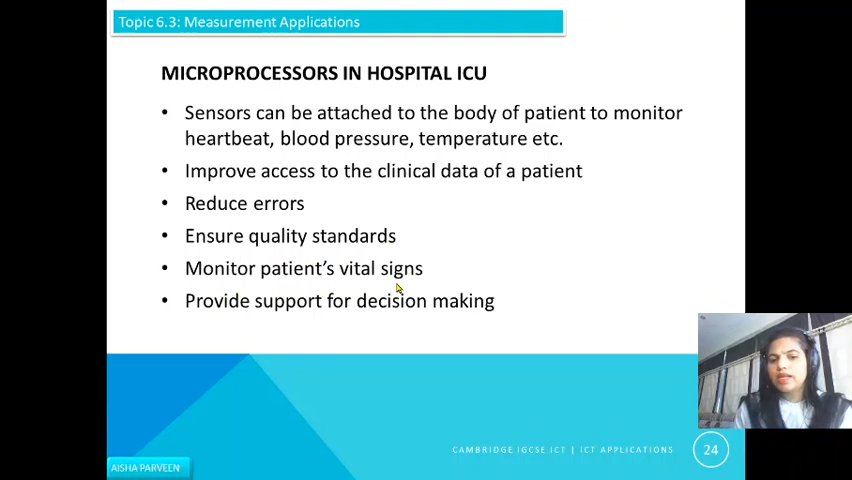 Topic 6.3: Measurement Applications
MICROPROCESSORS IN HOSPITAL ICU
• Sensors can be attached to the body of patient to monitor
heartbeat, blood pressure, temperature etc.
• Improve access to the clinical data of a patient
• Reduce errors
• Ensure quality standards
• Monitor patient's vital signs
• Provide support for decision making
CAMBRIDGE IGCSE ICT | ICT APPLICATIONS
24
AISHA PARVEEN